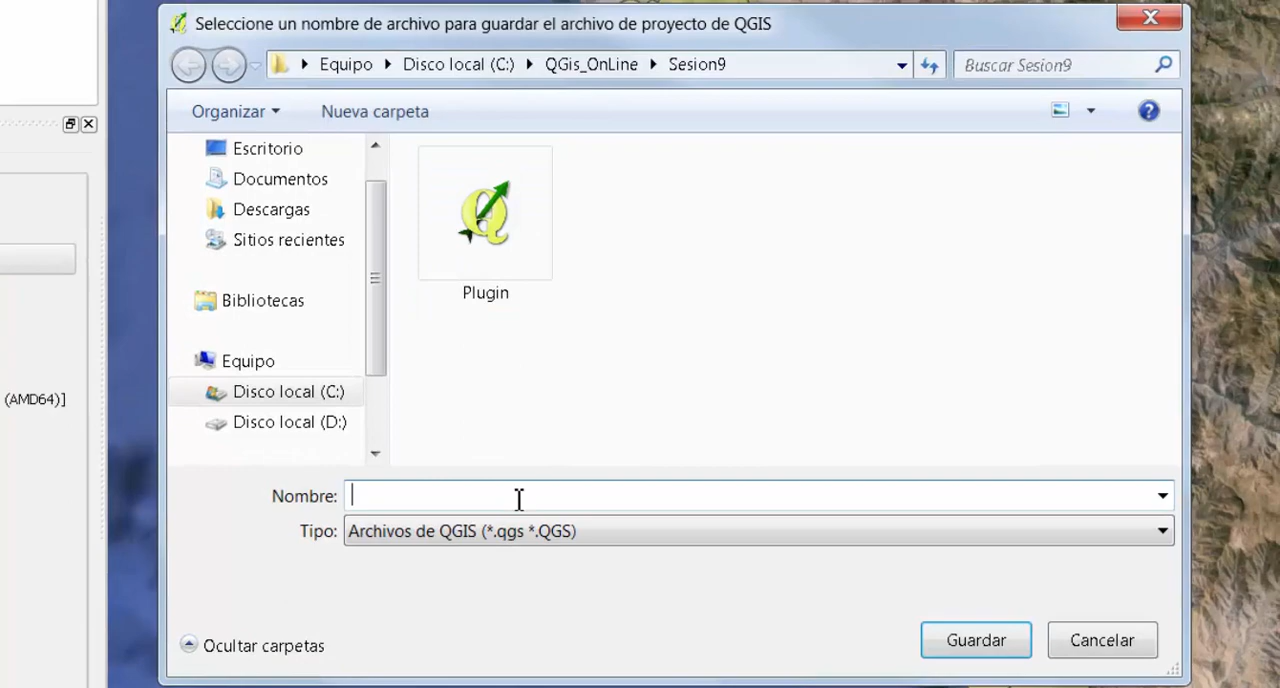 Seleccione un nombre de archivo para guardar el archivo de proyecto de QGIS
Equipo Disco local (C:) QGis_OnLine Sesion9 Buscar Sesion9
Organizar Nueva carpeta
Escritorio
Documentos
Descargas
Sitios recientes
Bibliotecas
Equipo
Disco local (C:)
Disco local (D:)
Plugin
(AMD64)]
Nombre:
Tipo: Archivos de QGIS (*.qgs *.QGS)
Ocultar carpetas Guardar Cancelar